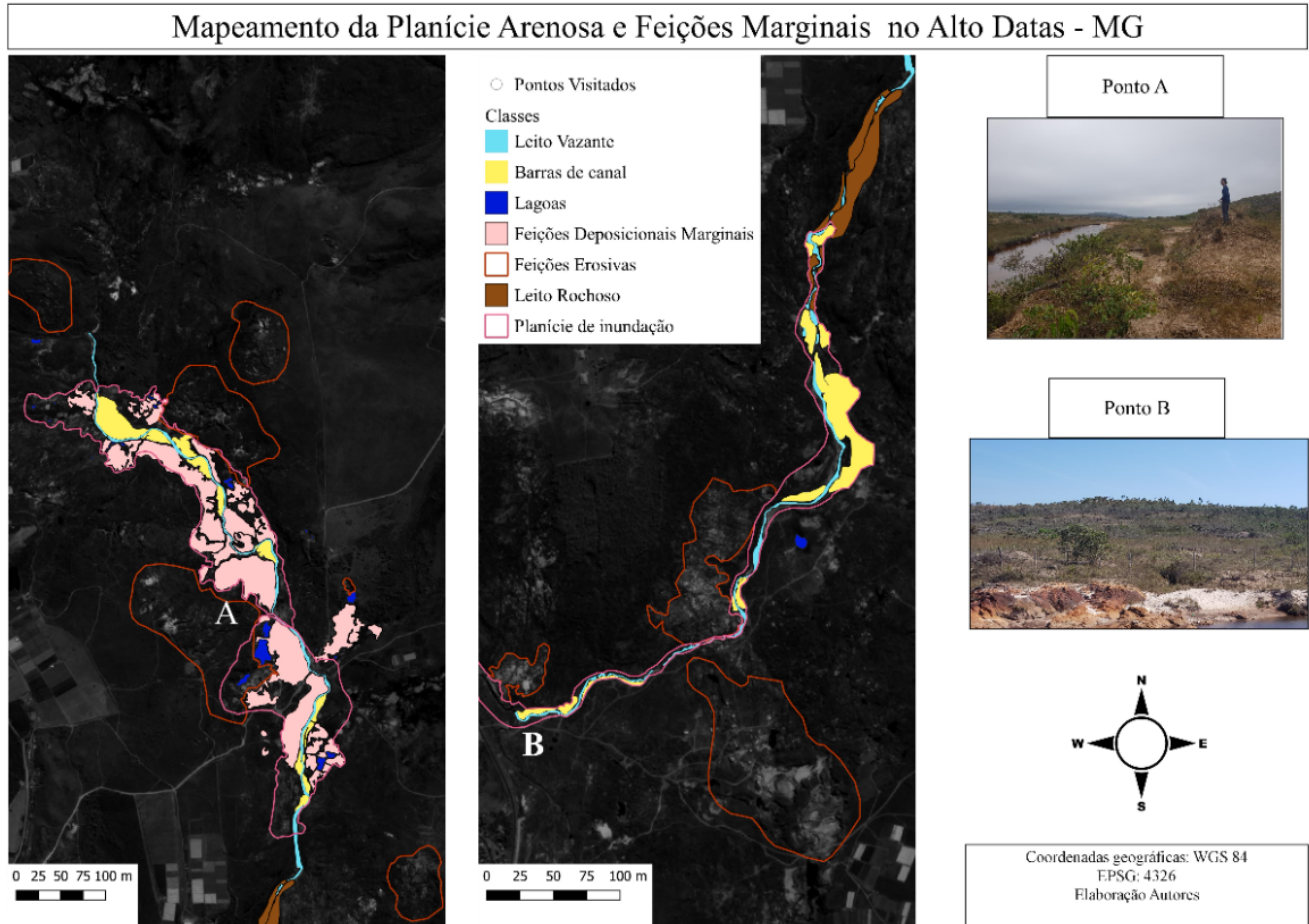 Mapeamento da Planície Arenosa e Feições Marginais no Alto Datas - MG
Pontos Visitados
Classes
Leito Vazante
Barras de canal
Lagoas
Feições Deposicionais Marginais
Feições Erosivas
Leito Rochoso
Planície de inundação
A
0 25 50 75 100 m
B
0 25 50 75 100 m
Ponto A
Ponto B
N
W E
S
Coordenadas geográficas: WGS 84
EPSG: 4326
Elaboração Autores